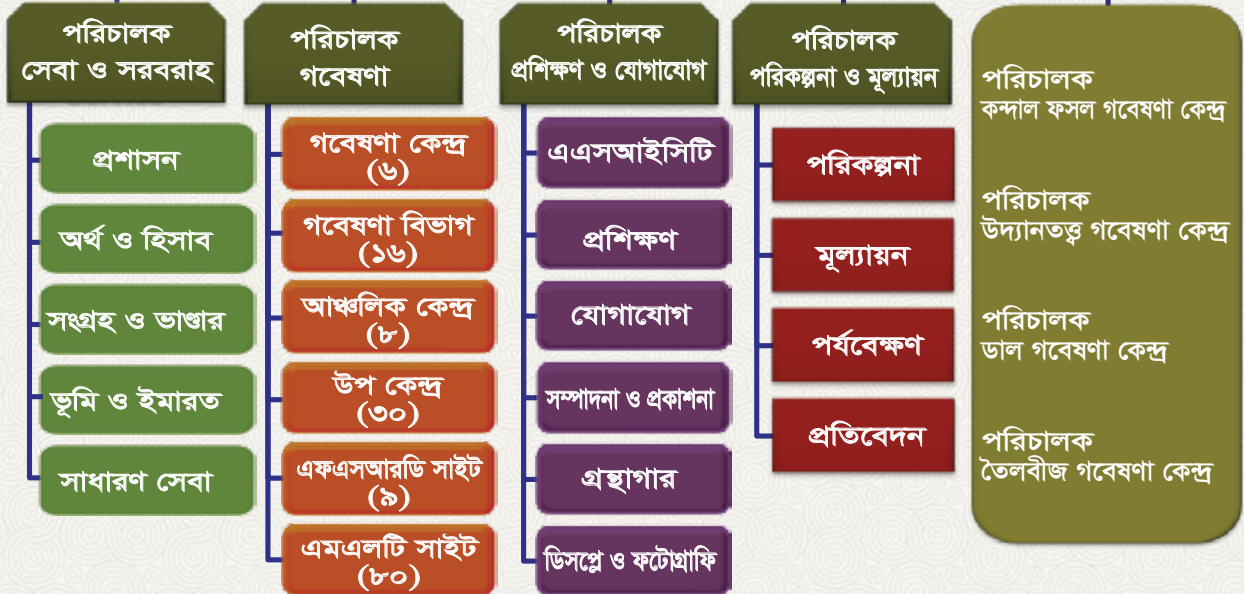 পরিচালক
সেবা ও সরবরাহ
প্রশাসন
অর্থ ও হিসাব
সংগ্রহ ও ভাণ্ডার
ভূমি ও ইমারত
সাধারণ সেবা
পরিচালক
গবেষণা
গবেষণা কেন্দ্র
(৬)
গবেষণা বিভাগ
(১৬)
আঞ্চলিক কেন্দ্র
(৮)
উপ কেন্দ্র
(৩০)
এফএসআরডি সাইট
(৯)
এমএলটি সাইট
(৮০)
পরিচালক
প্রশিক্ষণ ও যোগাযোগ
এএসআইসিটি
প্রশিক্ষণ
যোগাযোগ
সম্পাদনা ও প্রকাশনা
গ্রন্থাগার
ডিসপ্লে ও ফটোগ্রাফি
পরিচালক
পরিকল্পনা ও মূল্যায়ন
পরিকল্পনা
মূল্যায়ন
পর্যবেক্ষণ
প্রতিবেদন
পরিচালক
কন্দাল ফসল গবেষণা কেন্দ্র
পরিচালক
উদ্যানতত্ত্ব গবেষণা কেন্দ্র
পরিচালক
ডাল গবেষণা কেন্দ্র
পরিচালক
তৈলবীজ গবেষণা কেন্দ্র